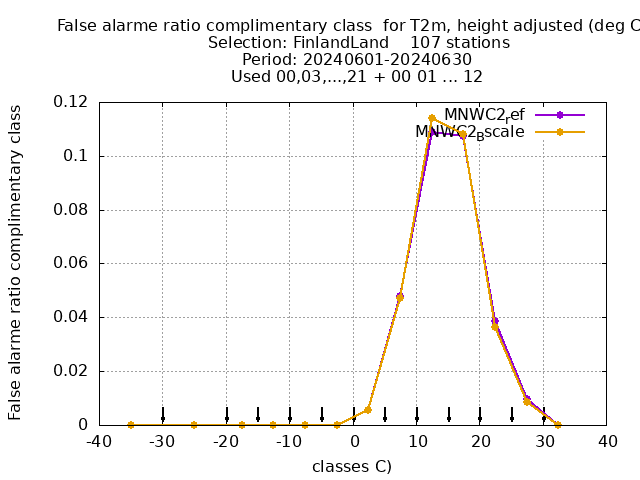 False alarme ratio complimentary class  for T2m, height adjusted (deg C
Selection: FinlandLand    107 stations
Period: 20240601-20240630
Used 00,03,...,21 + 00 01 ... 12
MNWC2ref
MNWC2Bscale
0.12
0.1
0.08
0.06
0.04
0.02
0
-40 -30 -20 -10 0 10 20 30 40
False alarme ratio complimentary class
classes C)